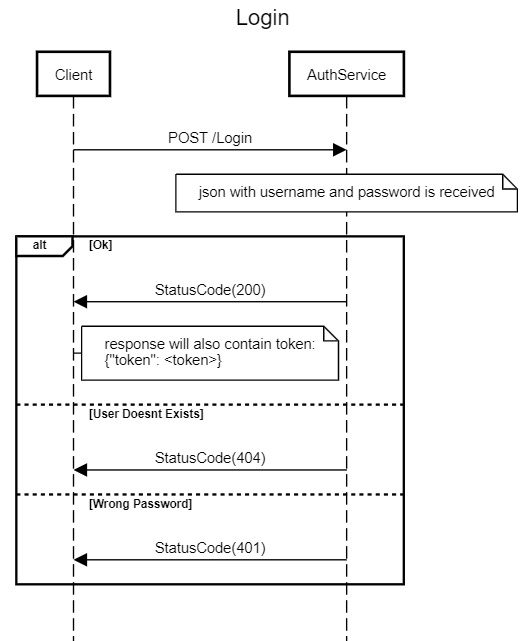 Login
Client
AuthService
POST /Login
json with username and password is received
alt
[Ok]
StatusCode(200)
response will also contain token:
{"token": <token>}
[User Doesnt Exists]
StatusCode(404)
[Wrong Password]
StatusCode(401)